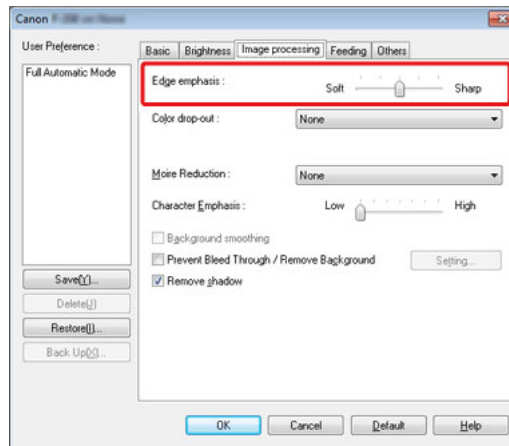 Canon
User Preference :
Full Automatic Mode
Save(Y)...
Delete(J)
Restore(I)...
Back Up(X)...
Basic Brightness Image processing Feeding Others
Edge emphasis : Soft Sharp
Color drop-out : None
Moire Reduction : None
Character Emphasis : Low High
Background smoothing
Prevent Bleed Through / Remove Background Setting...
Remove shadow
OK Cancel Default Help